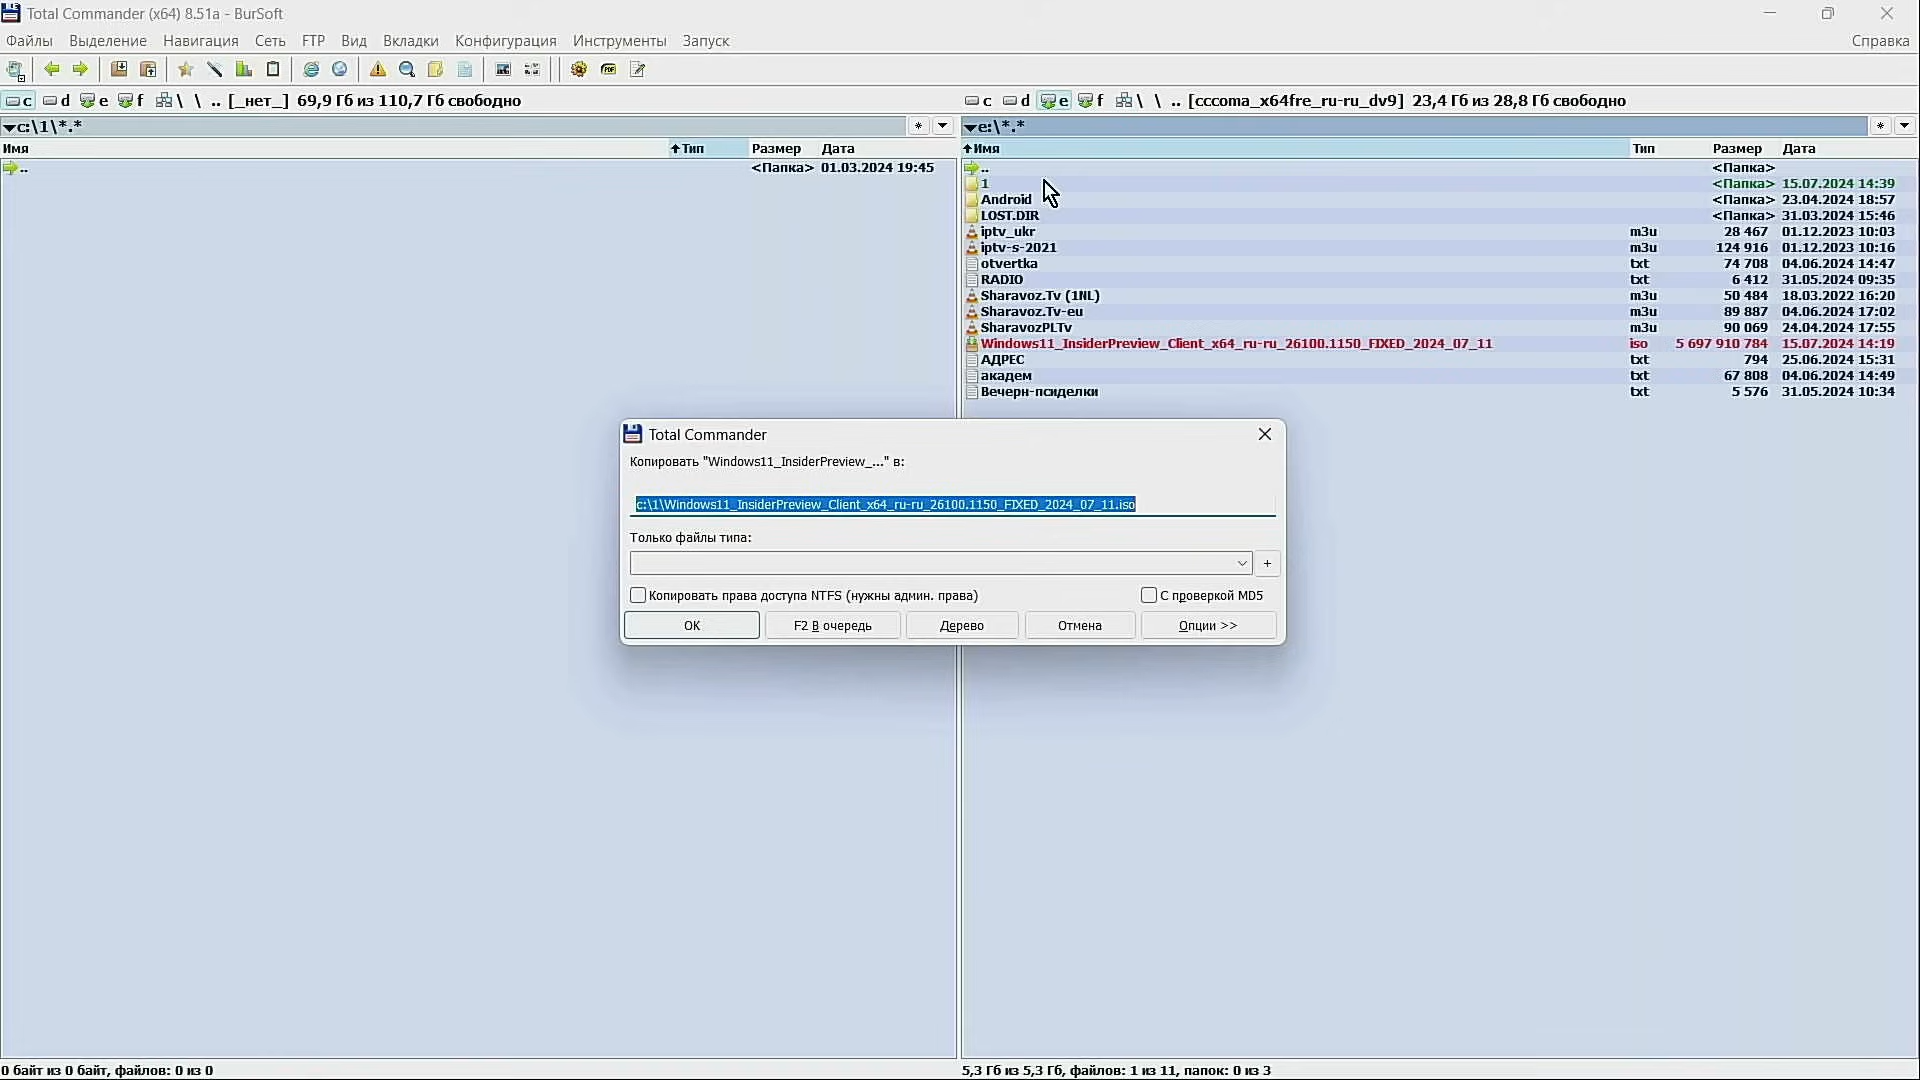 Total Commander (x64) 8.51a - BurSoft
Файлы Выделение Навигация Сеть FTP Вид Вкладки Конфигурация Инструменты Запуск Справка
c d e f \ \ .. [_нет_] 69,9 Гб из 110,7 Гб свободно
c:\1\*.*
* 
Имя Тип Размер Дата
.. <Папка> 01.03.2024 19:45
0 байт из 0 байт, файлов: 0 из 0
c d e f \ \ .. [cccoma_x64fre_ru-ru_dv9] 23,4 Гб из 28,8 Гб свободно
e:\*.*
*
Имя Тип Размер Дата
.. <Папка>
1 <Папка> 15.07.2024 14:39
Android <Папка> 23.04.2024 18:57
LOST.DIR <Папка> 31.03.2024 15:46
iptv_ukr m3u 28 467 01.12.2023 10:03
iptv-s-2021 m3u 124 916 01.12.2023 10:16
otvertka txt 74 708 04.06.2024 14:47
RADIO txt 6 412 31.05.2024 09:35
Sharavoz.Tv (1NL) m3u 50 484 18.03.2022 16:20
Sharavoz.Tv-eu m3u 89 887 04.06.2024 17:02
SharavozPLTv m3u 90 069 24.04.2024 17:55
Windows11_InsiderPreview_Client_x64_ru-ru_26100.1150_FIXED_2024_07_11 iso 5 697 910 784 15.07.2024 14:19
АДРЕС txt 794 25.06.2024 15:31
академ txt 67 808 04.06.2024 14:49
Вечерн-псиделки txt 5 576 31.05.2024 10:34
5,3 Гб из 5,3 Гб, файлов: 1 из 11, папок: 0 из 3
Total Commander
Копировать "Windows11_InsiderPreview_..." в:
c:\1\Windows11_InsiderPreview_Client_x64_ru-ru_26100.1150_FIXED_2024_07_11.iso
Только файлы типа:
+
Копировать права доступа NTFS (нужны админ. права) С проверкой MD5
OK F2 В очередь Дерево Отмена Опции >>